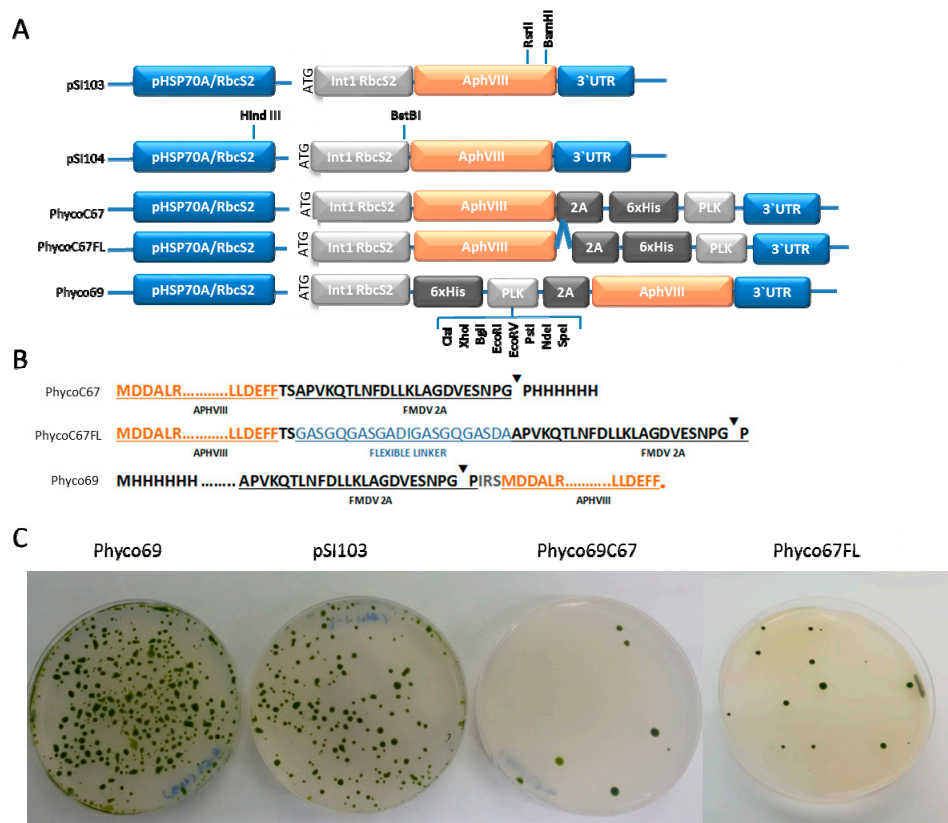 A
RsrII
BamHI
pSI103
pHSP70A/RbcS2
ATG
Int1 RbcS2
AphVIII
3`UTR
Hind III
BstBI
pSI104
pHSP70A/RbcS2
ATG
Int1 RbcS2
AphVIII
3`UTR
PhycoC67
pHSP70A/RbcS2
ATG
Int1 RbcS2
AphVIII
2A
6xHis
PLK
3`UTR
PhycoC67FL
pHSP70A/RbcS2
ATG
Int1 RbcS2
AphVIII
2A
6xHis
PLK
3`UTR
Phyco69
pHSP70A/RbcS2
ATG
Int1 RbcS2
6xHis
PLK
2A
AphVIII
3`UTR
ClaI
XhoI
BglI
EcoRI
EcoRV
PstI
NdeI
SpeI
B
PhycoC67
MDDALR...........LLDEFFTSAPVKQTLNFDLLKLAGDVESNPG▼PHHHHHH
APHVIII
FMDV 2A
PhycoC67FL
MDDALR...........LLDEFFTSGASGQGASGADIGASGQGASDAAPVKQTLNFDLLKLAGDVESNPG▼P
APHVIII
FLEXIBLE LINKER
FMDV 2A
Phyco69
MHHHHHH ........APVKQTLNFDLLKLAGDVESNPG▼PIRSMDDALR...........LLDEFF.
FMDV 2A
APHVIII
C
Phyco69
pSI103
Phyco69C67
Phyco67FL